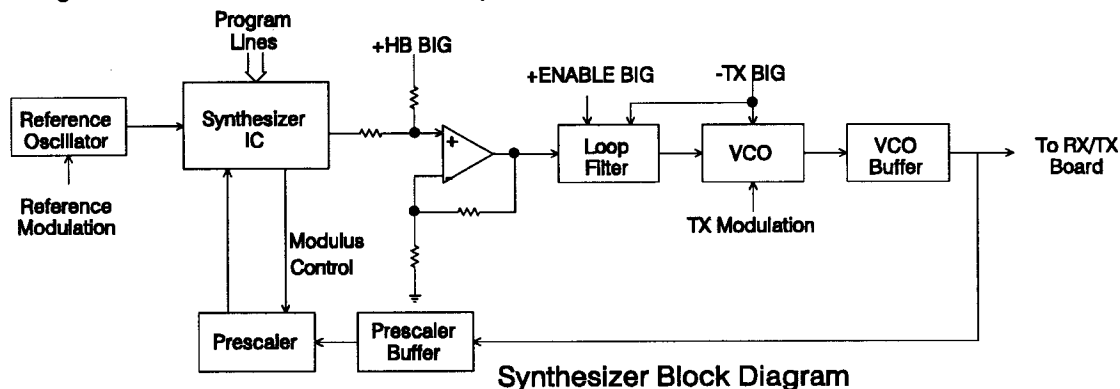 Program
Lines
+HB BIG
+ENABLE BIG
-TX BIG
Reference
Oscillator
Synthesizer
IC
+
-
Loop
Filter
VCO
VCO
Buffer
To RX/TX
Board
Reference
Modulation
Modulus
Control
TX Modulation
Prescaler
Prescaler
Buffer
Synthesizer Block Diagram